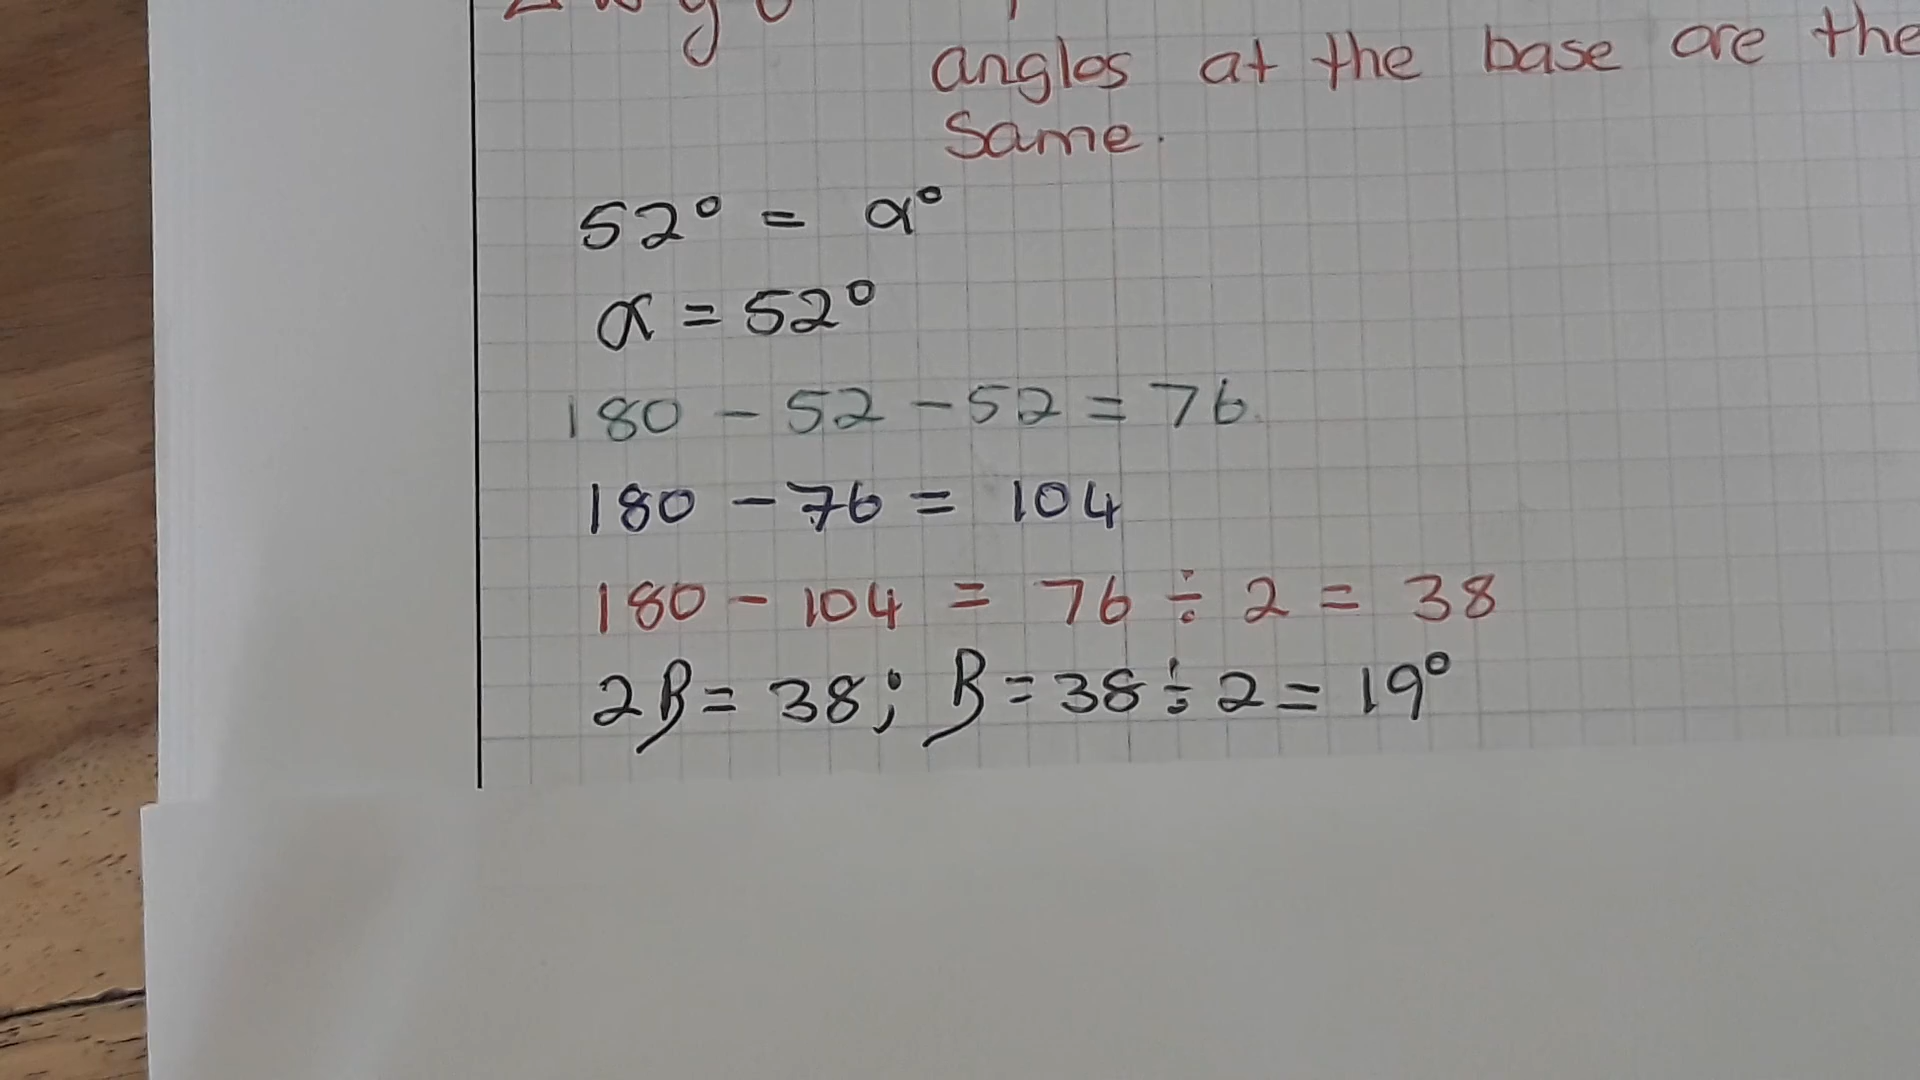 angles at the base are the
Same.
52° = α°
α = 52°
180 - 52 - 52 = 76
180 - 76 = 104
180 - 104 = 76 ÷ 2 = 38
2β = 38; β = 38 ÷ 2 = 19°